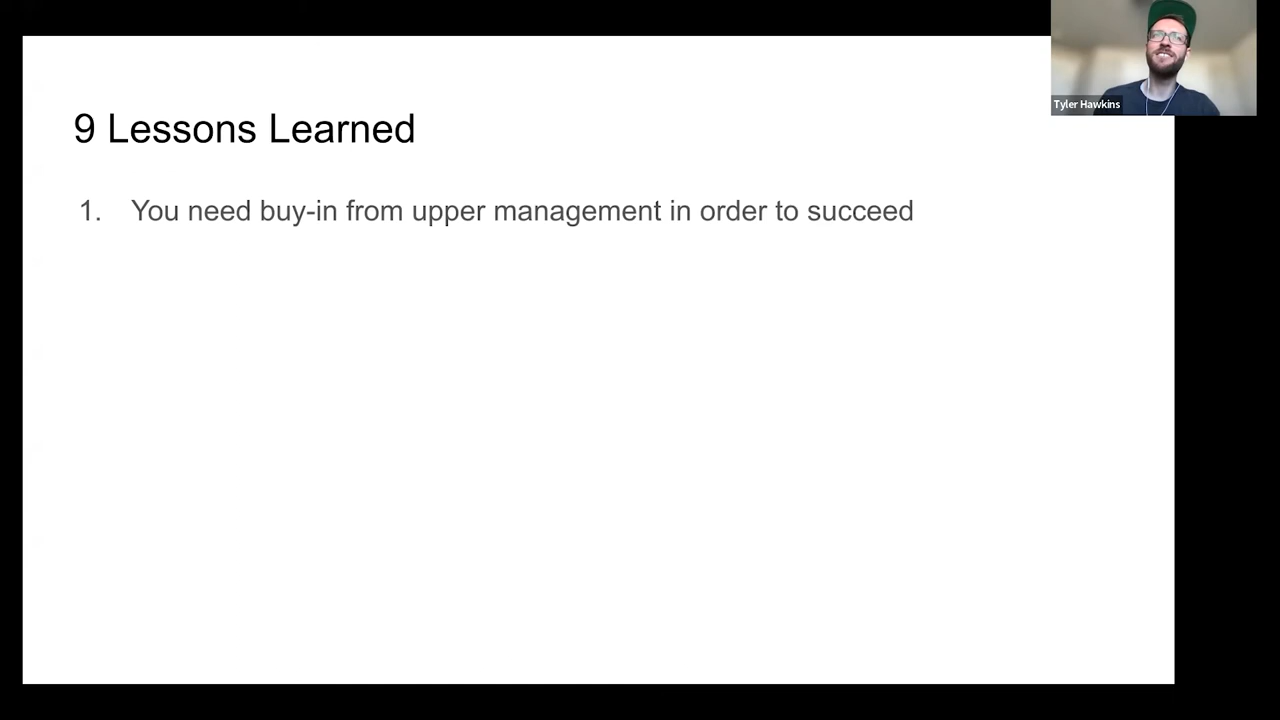 9 Lessons Learned
1. You need buy-in from upper management in order to succeed
Tyler Hawkins